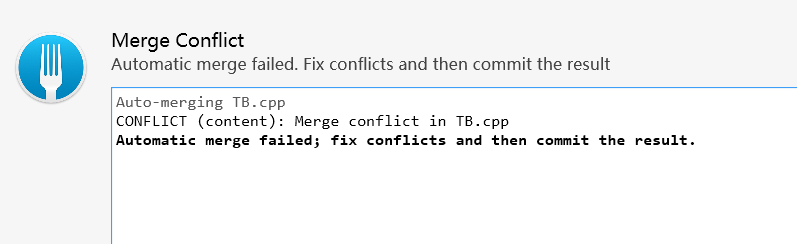 Merge Conflict
Automatic merge failed. Fix conflicts and then commit the result
Auto-merging TB.cpp
CONFLICT (content): Merge conflict in TB.cpp
Automatic merge failed; fix conflicts and then commit the result.